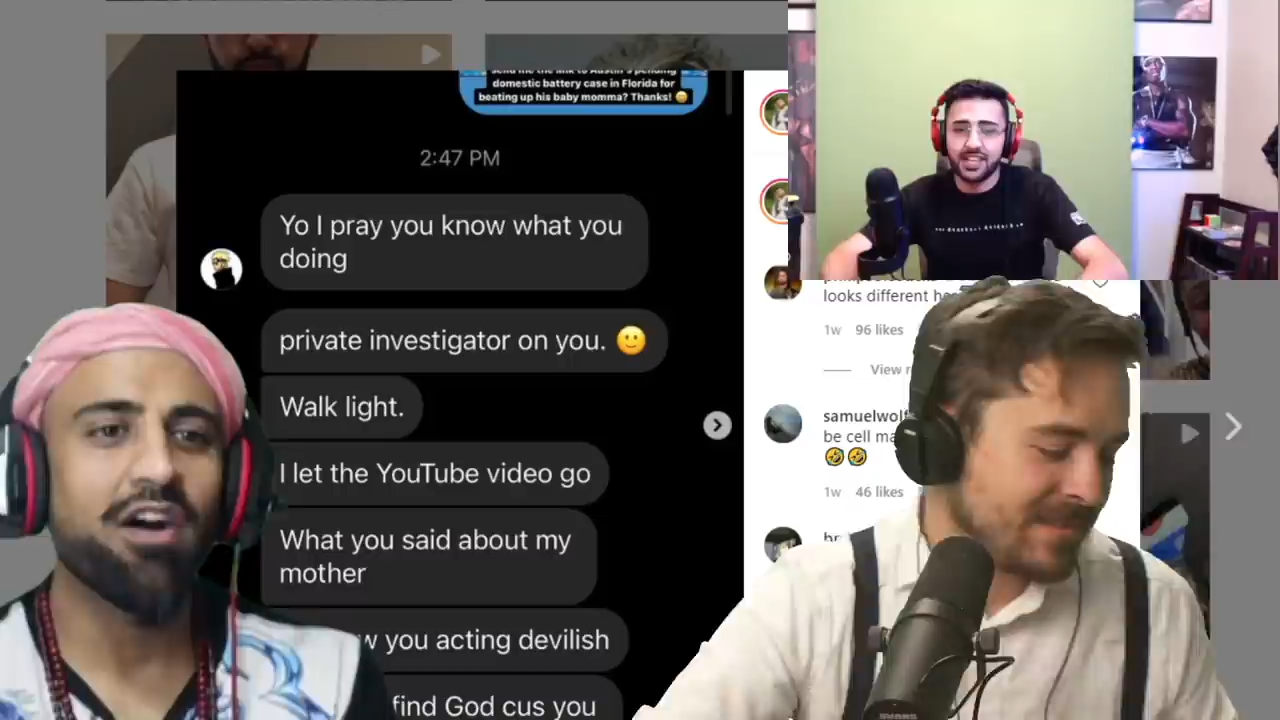 send me the link to Austin's pending
domestic battery case in Florida for
beating up his baby momma? Thanks! 😊
2:47 PM
Yo I pray you know what you
doing
private investigator on you. 🙂
Walk light.
I let the YouTube video go
What you said about my
mother
you acting devilish
find God cus you
looks different
1w 96 likes
View
samuelwolf
be cell
🤣🤣
1w 46 likes